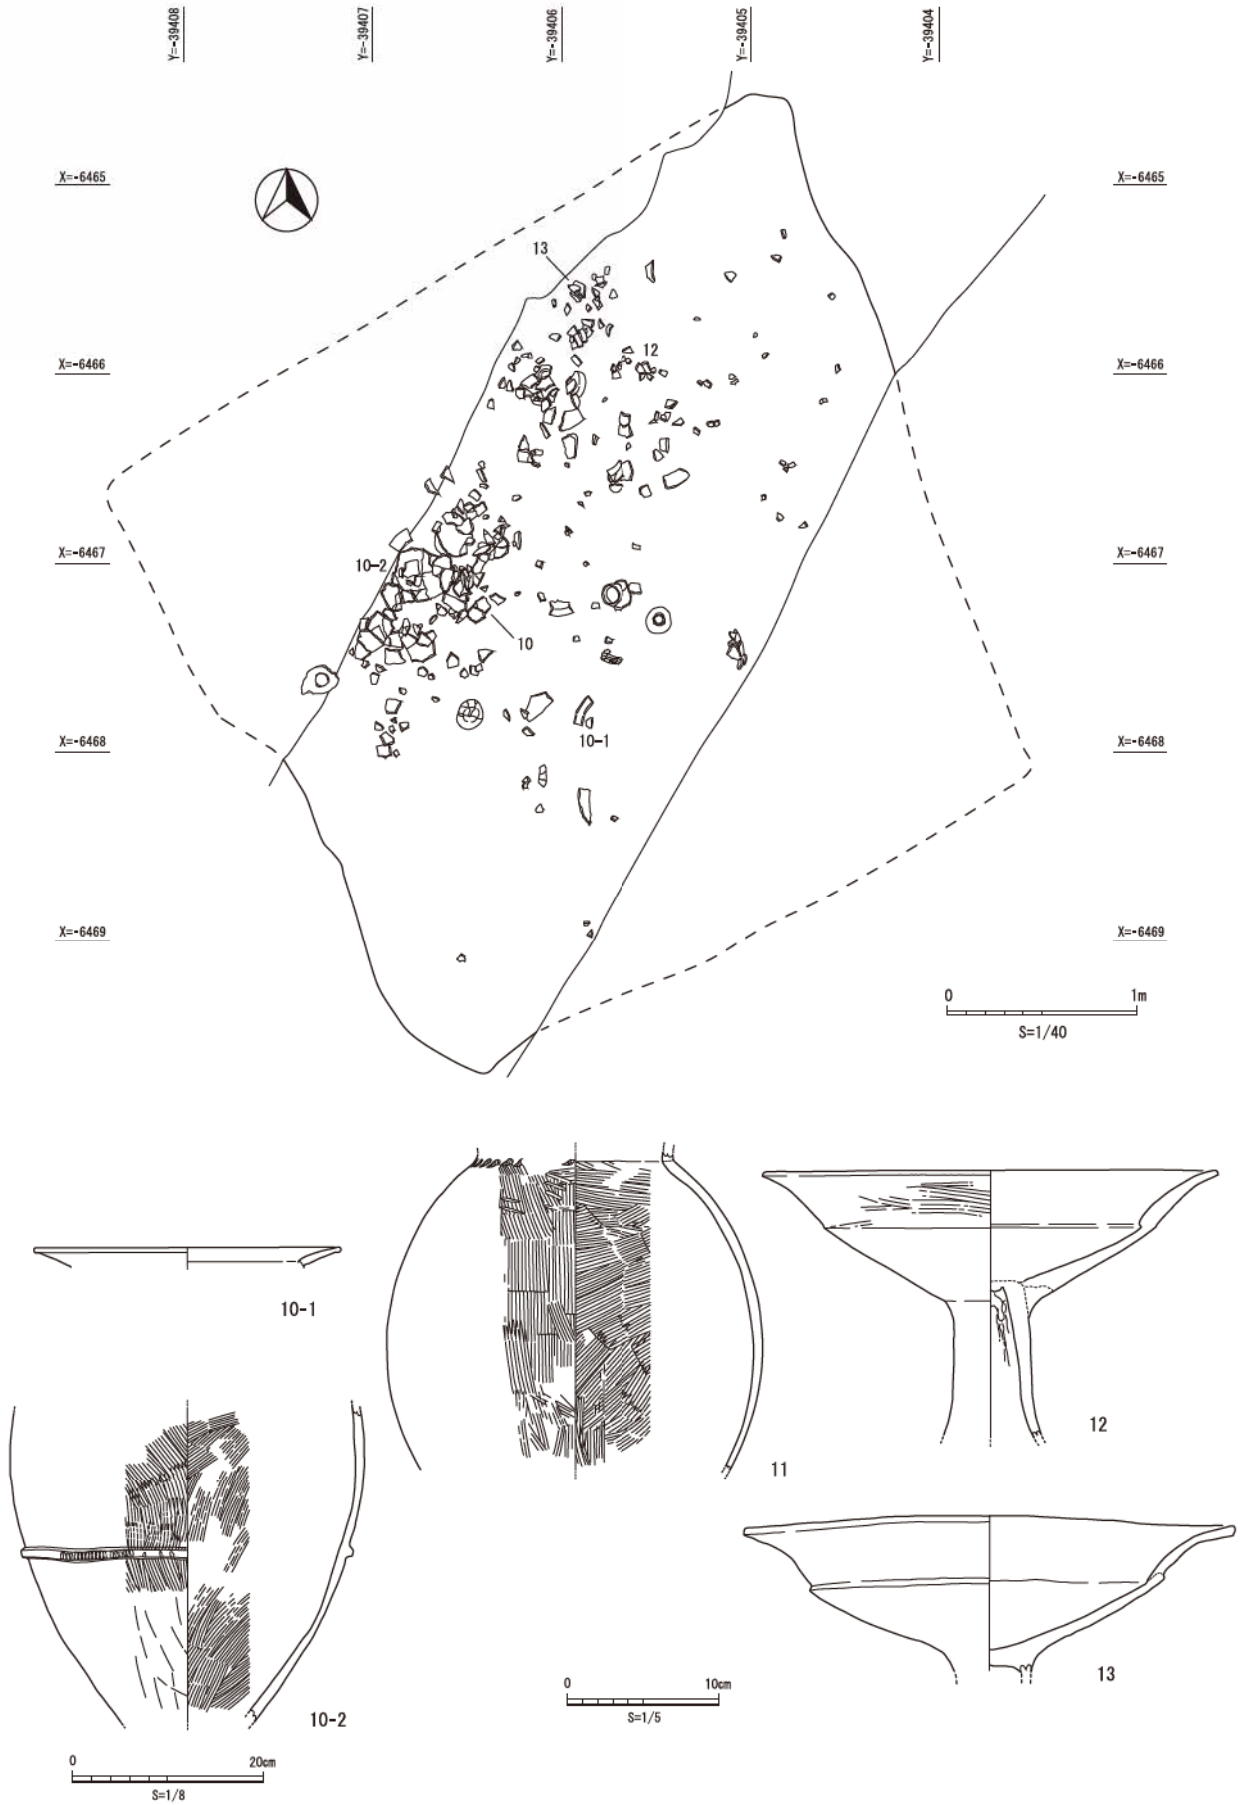 Y=-39408
Y=-39407
Y=-39406
Y=-39405
Y=-39404
X=-6465
X=-6465
13
12
X=-6466
X=-6466
X=-6467
X=-6467
10-2
10
10-1
X=-6468
X=-6468
X=-6469
X=-6469
0 1m
S=1/40
10-1
11
12
10-2
13
0 10cm
S=1/5
0 20cm
S=1/8